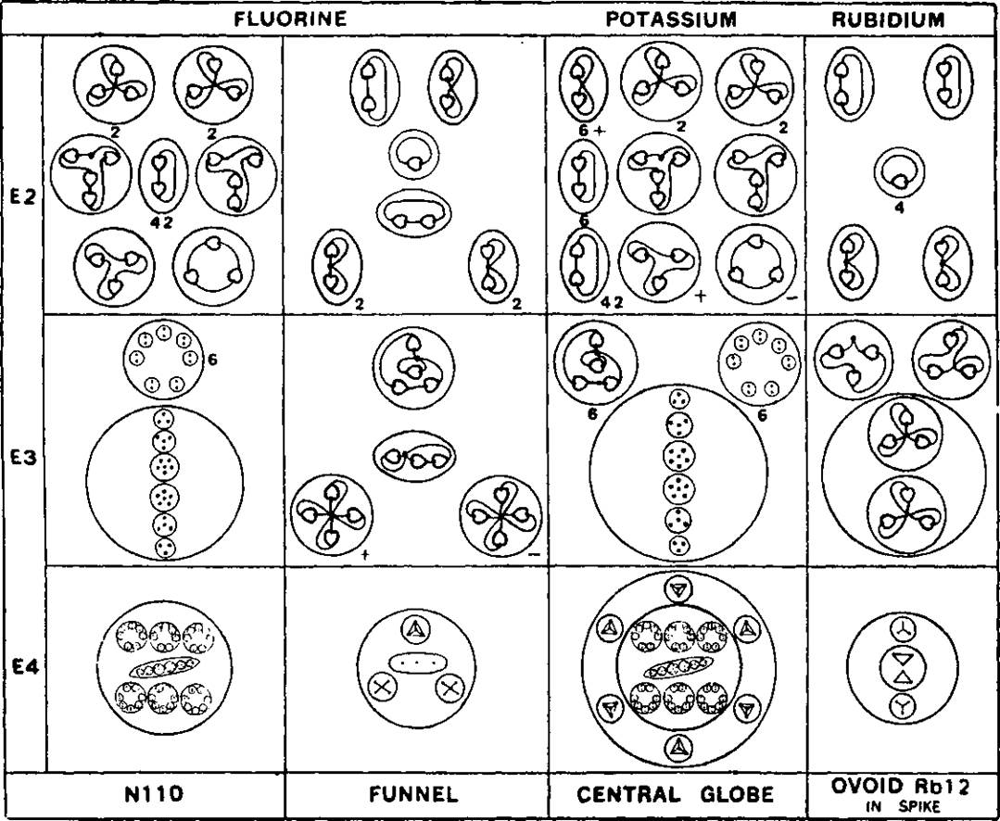 FLUORINE POTASSIUM RUBIDIUM
E2
2 2
42
2 2
6 + 2 2
6
42 + -
4
E3
6
+ -
6 6
E4
N110 FUNNEL CENTRAL GLOBE OVOID Rb12
IN SPIKE